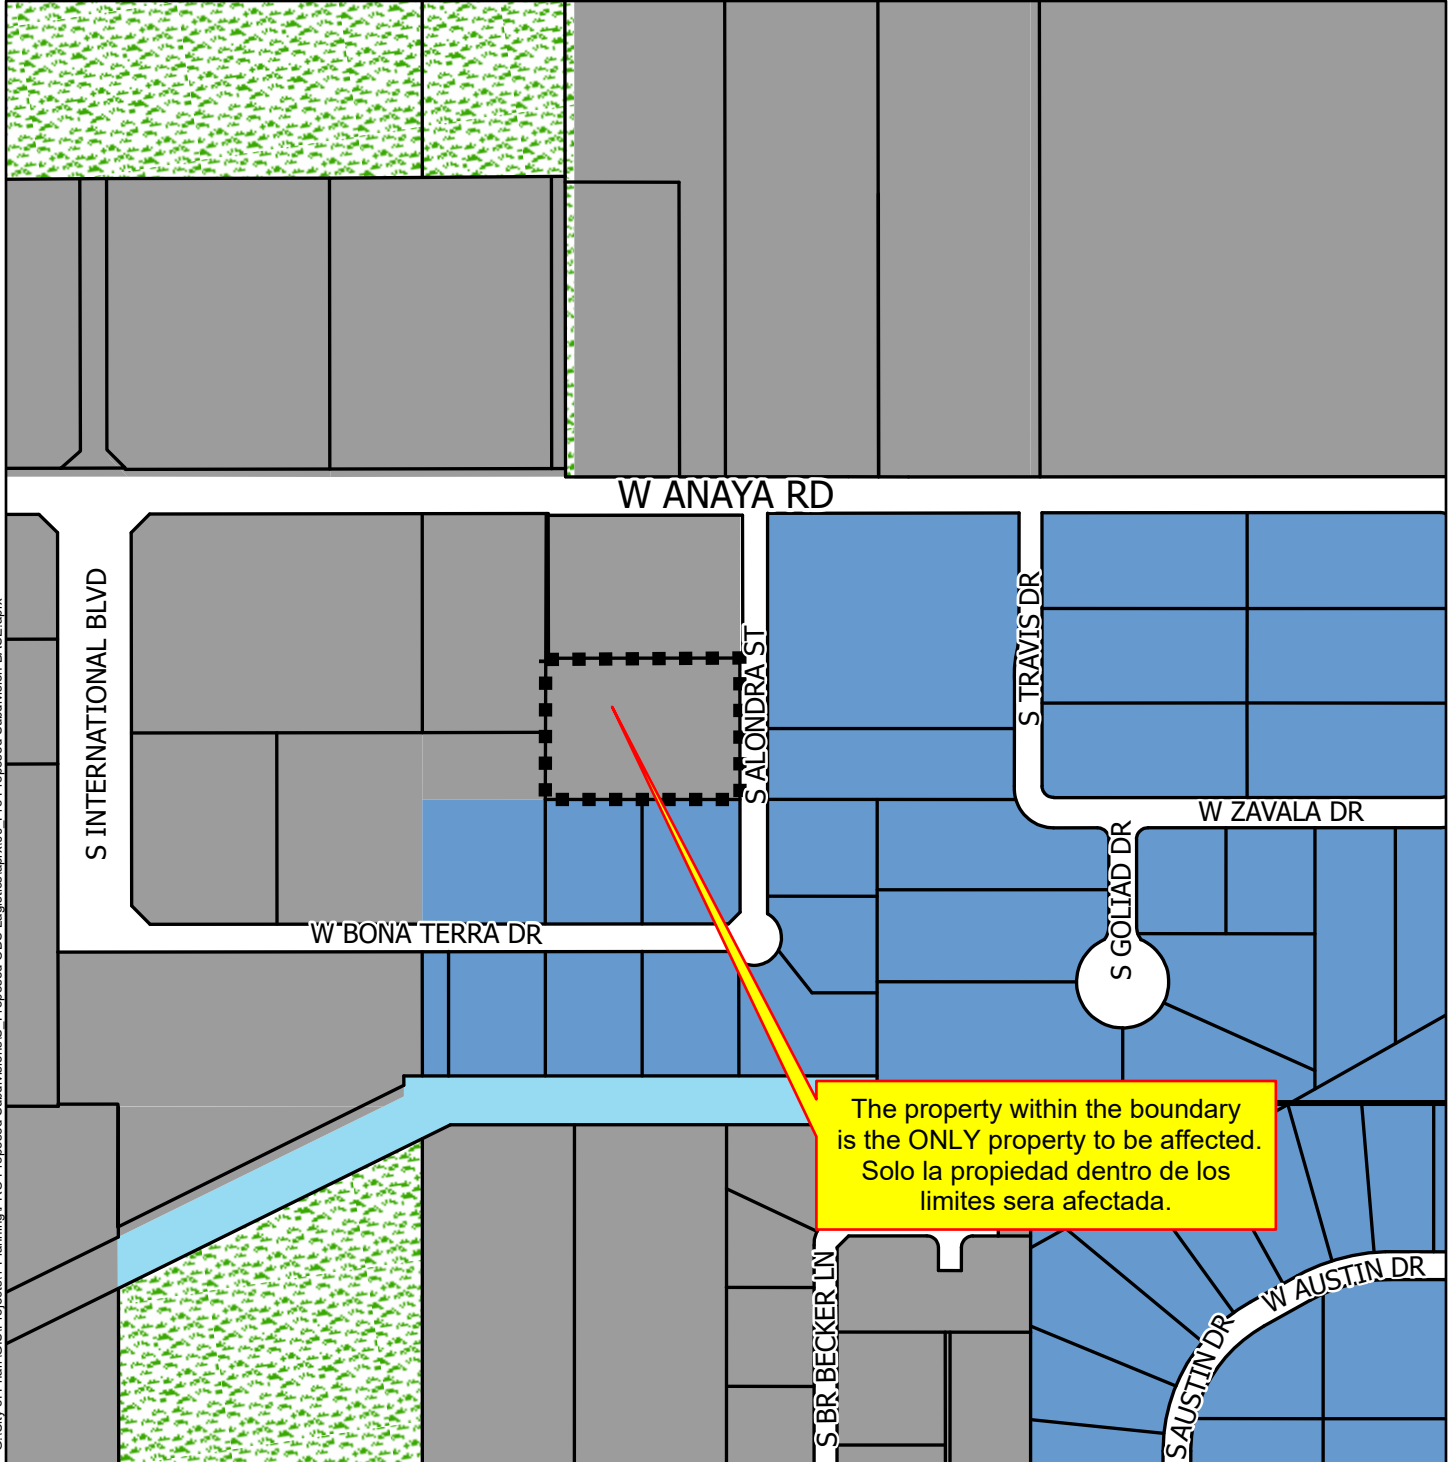 W ANAYA RD
S INTERNATIONAL BLVD
S ALONDRA ST
S TRAVIS DR
W ZAVALA DR
S GOLIAD DR
W BONA TERRA DR
The property within the boundary
is the ONLY property to be affected.
Solo la propiedad dentro de los
limites sera afectada.
S BR BECKER LN
W AUSTIN DR
S AUSTIN DR